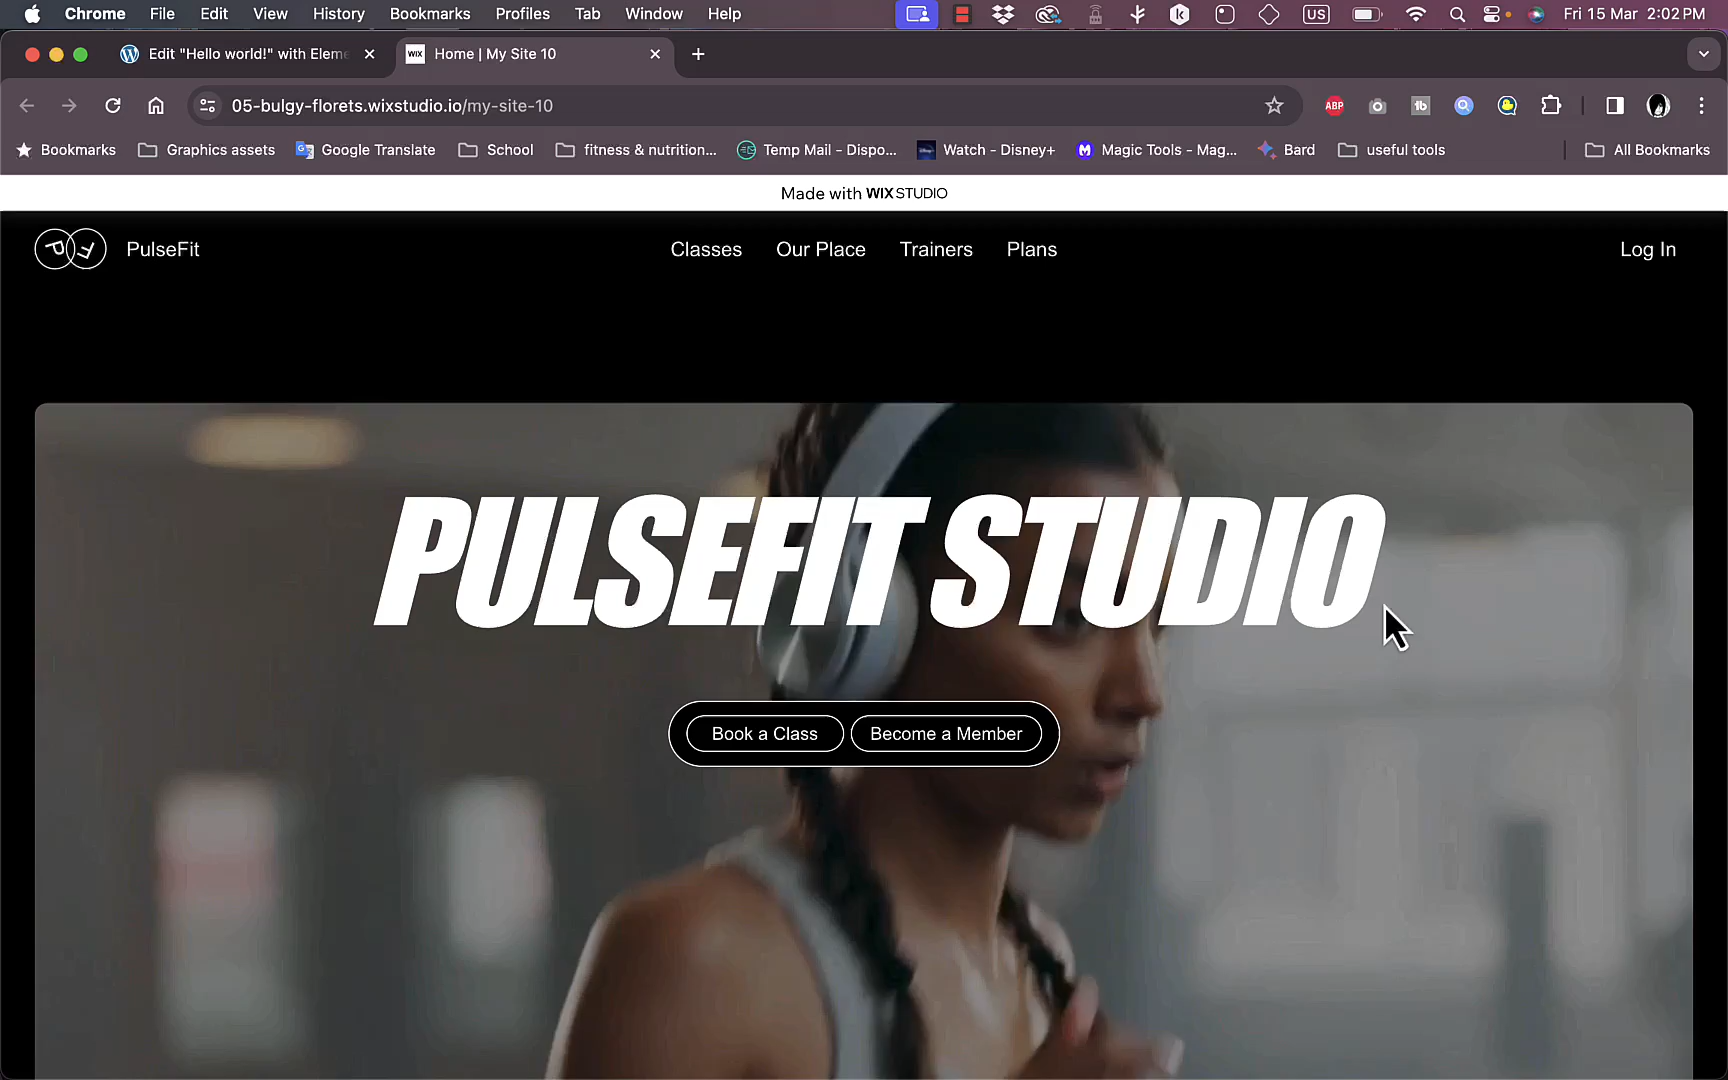 Chrome File Edit View History Bookmarks Profiles Tab Window Help US Fri 15 Mar 2:02 PM
Edit "Hello world!" with Eleme WIX Home | My Site 10
05-bulgy-florets.wixstudio.io/my-site-10 ABP tb
Bookmarks Graphics assets Google Translate School fitness & nutrition... Temp Mail - Dispo... Watch - Disney+ Magic Tools - Mag... Bard useful tools All Bookmarks
Made with WIX STUDIO
PF PulseFit Classes Our Place Trainers Plans Log In
PULSEFIT STUDIO
Book a Class Become a Member